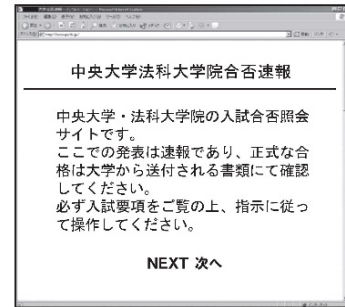 中央大学法科大学院合否速報
中央大学・法科大学院の入試合否照会
サイトです。
ここでの発表は速報であり、正式な合
格は大学から送付される書類にて確認
してください。
必ず入試要項をご覧の上、指示に従っ
て操作してください。
NEXT 次へ